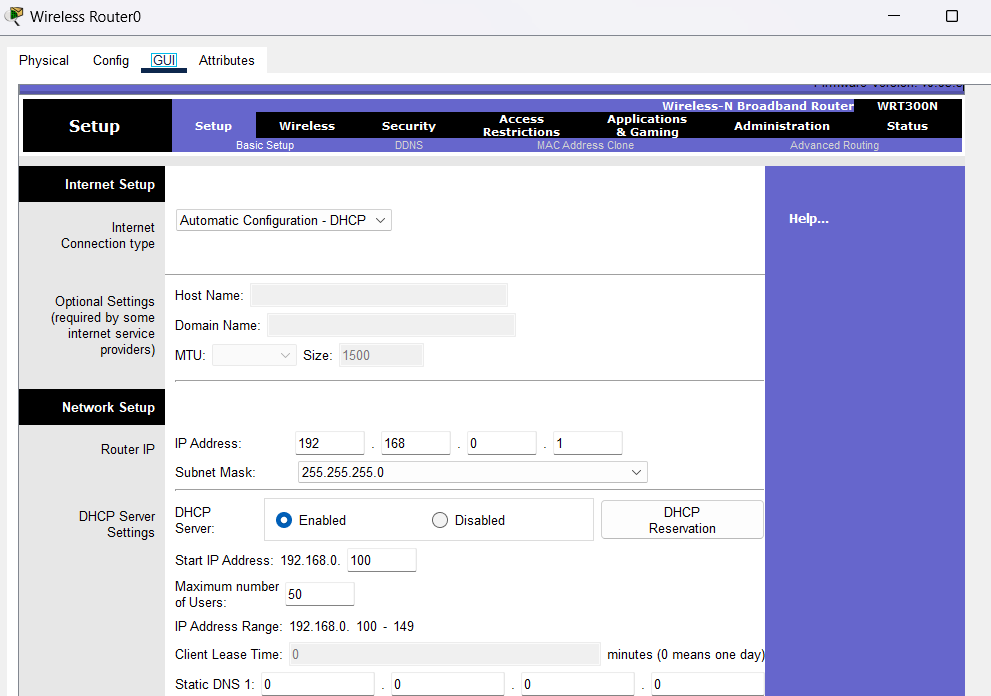 Wireless Router0
Physical Config GUI Attributes
Wireless-N Broadband Router WRT300N
Setup
Setup Wireless Security Access Restrictions Applications & Gaming Administration Status
Basic Setup DDNS MAC Address Clone Advanced Routing
Internet Setup
Internet Connection type
Automatic Configuration - DHCP
Help...
Optional Settings
(required by some
internet service
providers)
Host Name:
Domain Name:
MTU: Size: 1500
Network Setup
Router IP
IP Address: 192 . 168 . 0 . 1
Subnet Mask: 255.255.255.0
DHCP Server
Settings
DHCP
Server:
Enabled Disabled
DHCP
Reservation
Start IP Address: 192.168.0. 100
Maximum number
of Users:
50
IP Address Range: 192.168.0. 100 - 149
Client Lease Time: 0 minutes (0 means one day)
Static DNS 1: 0 . 0 . 0 . 0